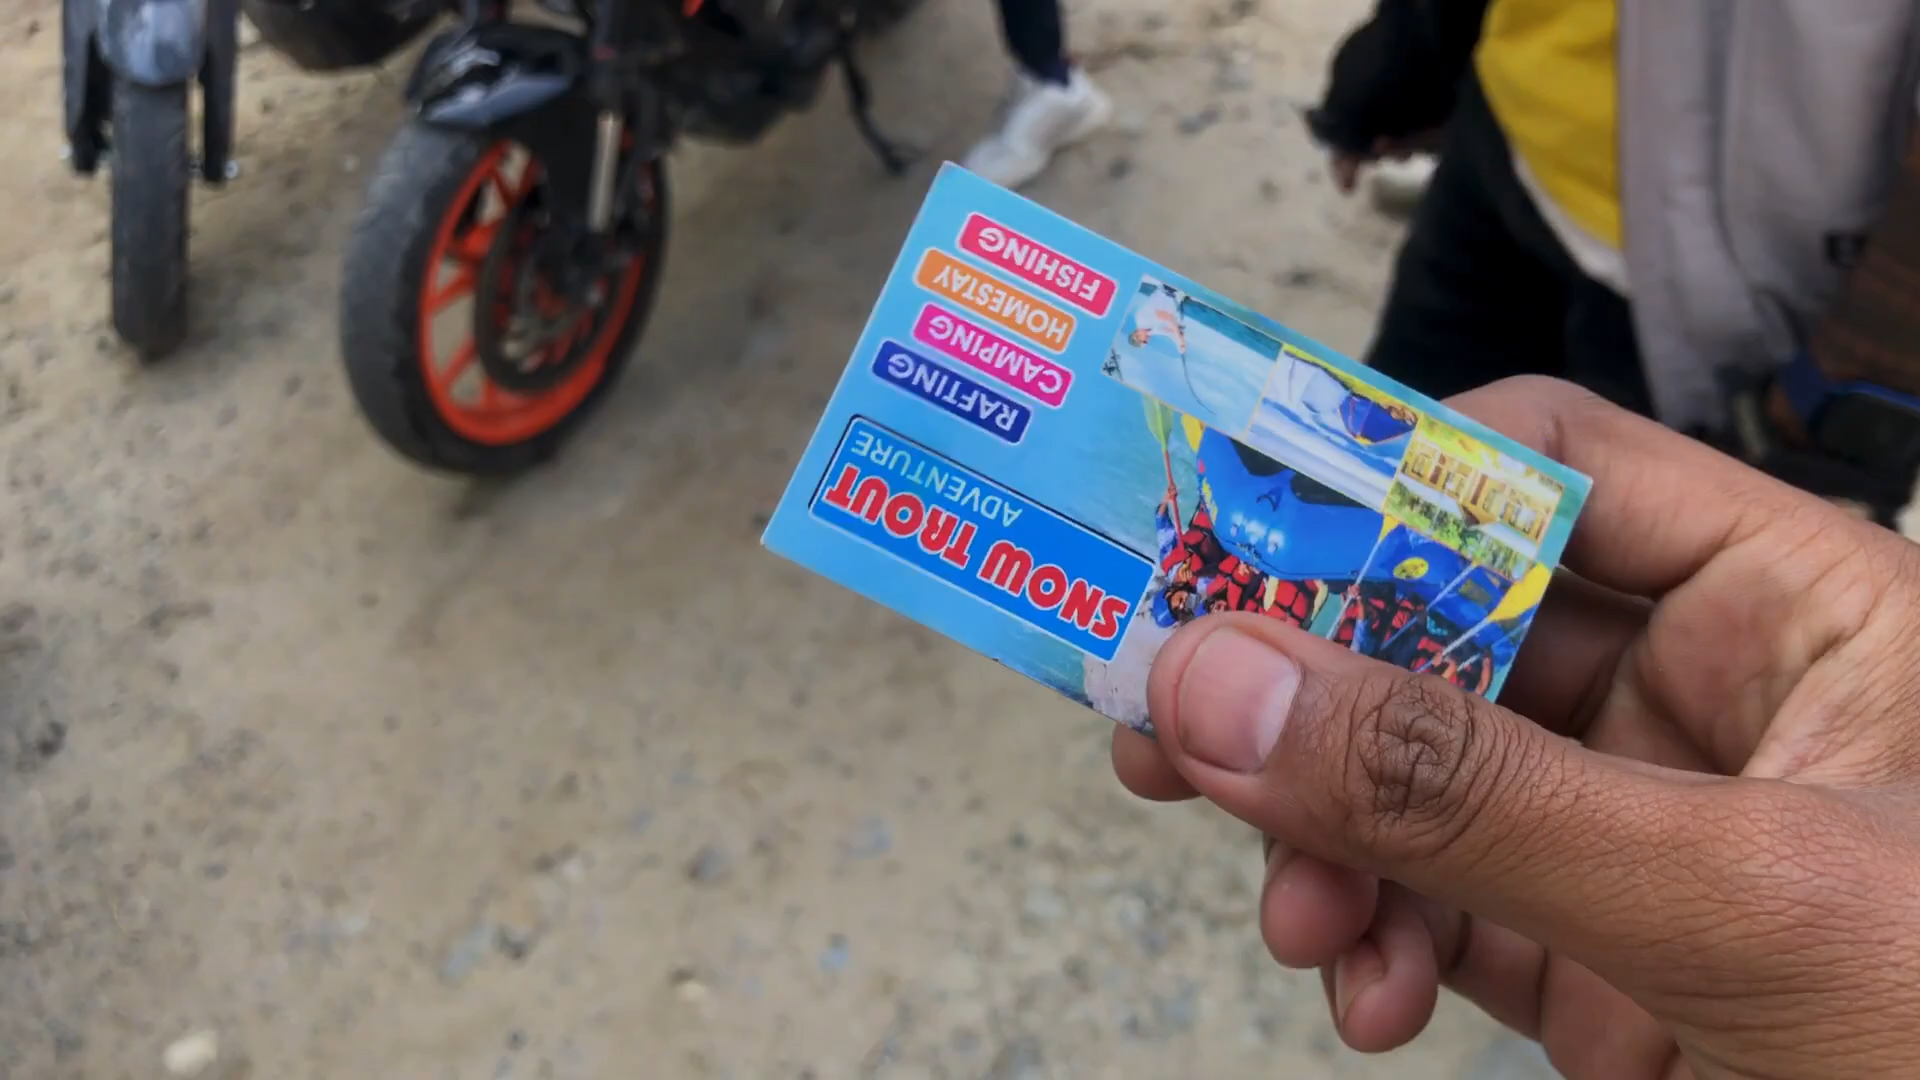 SNOW TROUT
ADVENTURE
RAFTING
CAMPING
HOMESTAY
FISHING